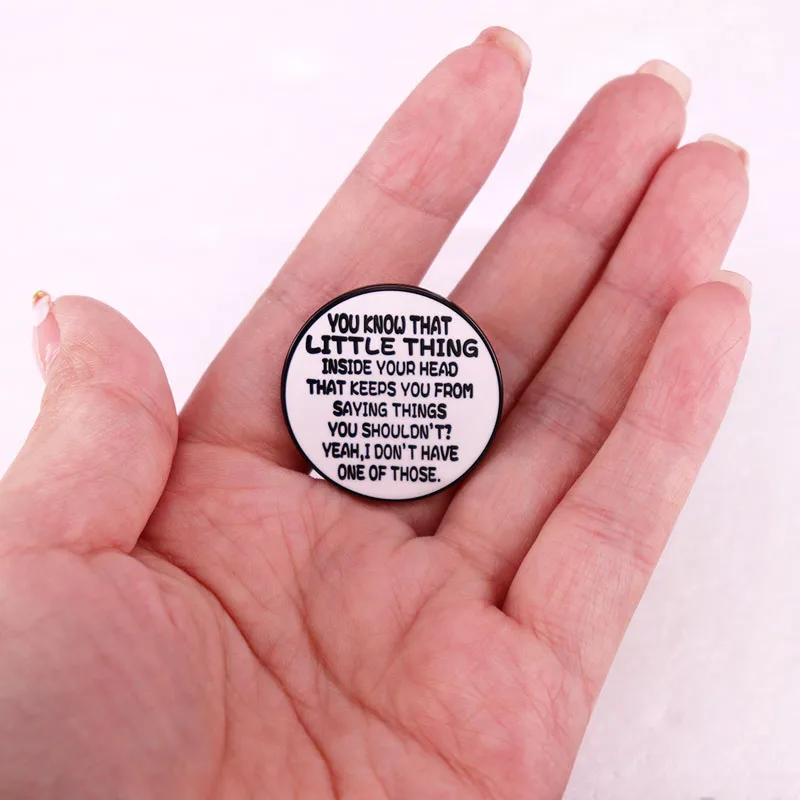 YOU KNOW THAT
LITTLE THING
INSIDE YOUR HEAD
THAT KEEPS YOU FROM
SAYING THINGS
YOU SHOULDN'T?
YEAH,I DON'T HAVE
ONE OF THOSE.